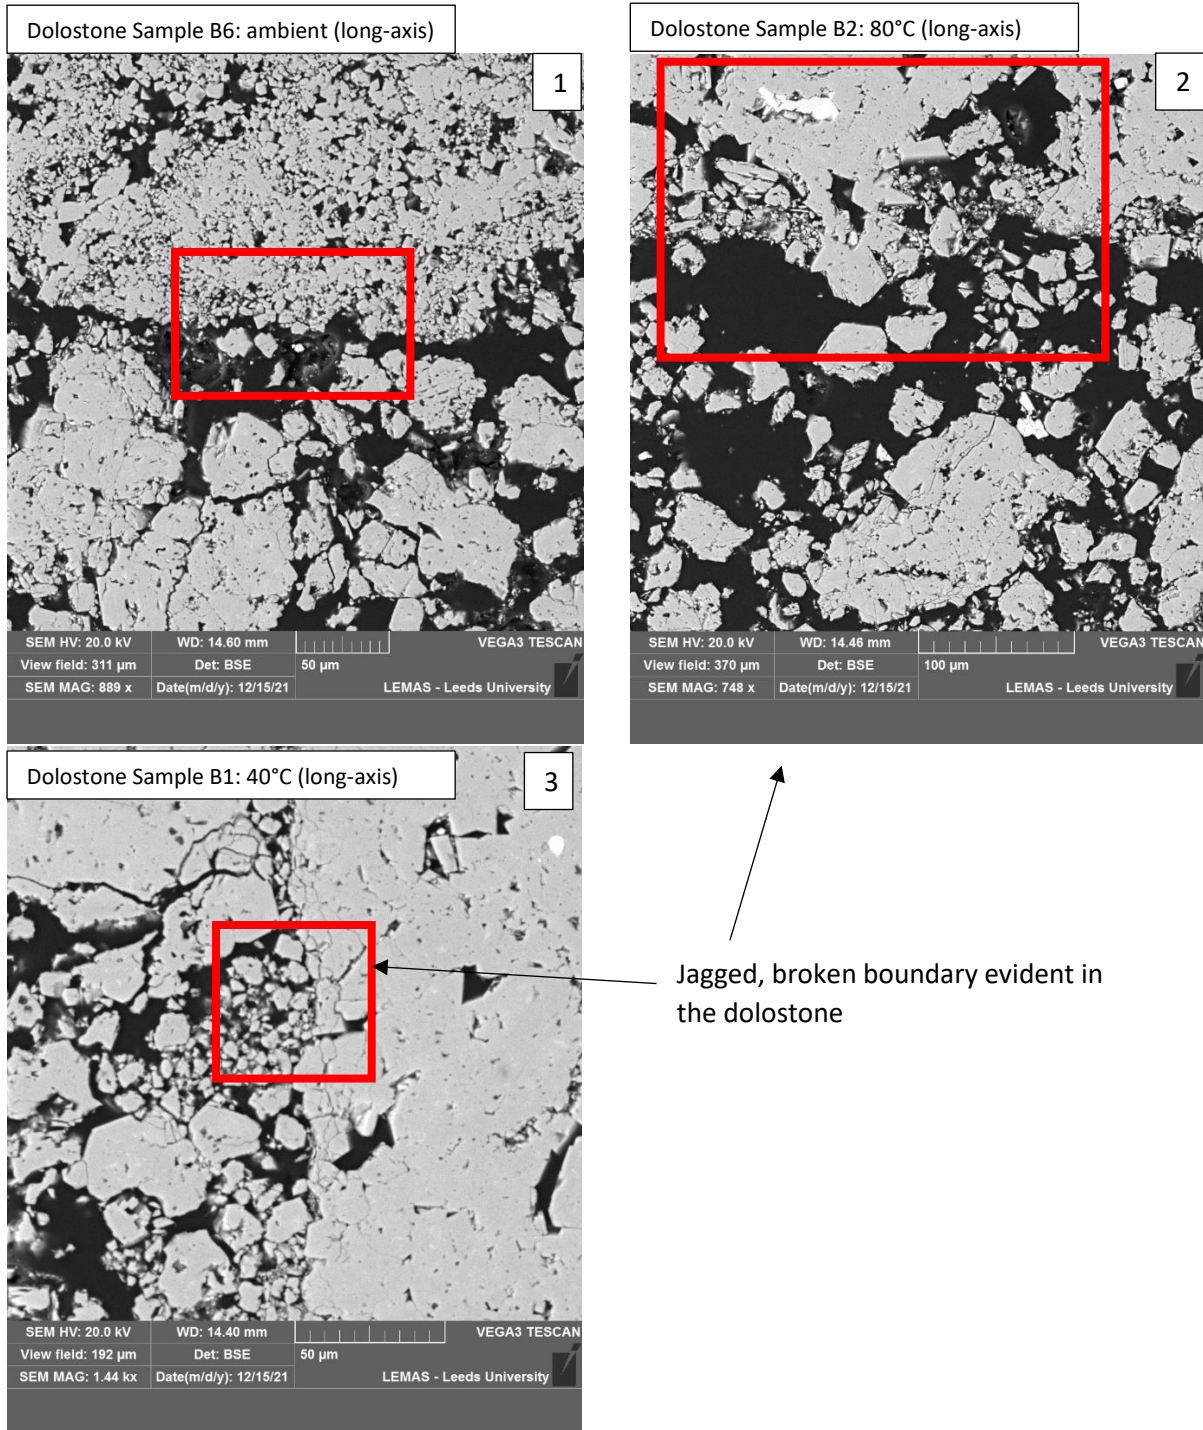 Dolostone Sample B6: ambient (long-axis)
1
SEM HV: 20.0 kV
WD: 14.60 mm
VEGA3 TESCAN
View field: 311 µm
Det: BSE
50 µm
SEM MAG: 889 x
Date(m/d/y): 12/15/21
LEMAS - Leeds University
Dolostone Sample B2: 80°C (long-axis)
2
SEM HV: 20.0 kV
WD: 14.46 mm
VEGA3 TESCAN
View field: 370 µm
Det: BSE
100 µm
SEM MAG: 748 x
Date(m/d/y): 12/15/21
LEMAS - Leeds University
Dolostone Sample B1: 40°C (long-axis)
3
SEM HV: 20.0 kV
WD: 14.40 mm
VEGA3 TESCAN
View field: 192 µm
Det: BSE
50 µm
SEM MAG: 1.44 kx
Date(m/d/y): 12/15/21
LEMAS - Leeds University
Jagged, broken boundary evident in
the dolostone